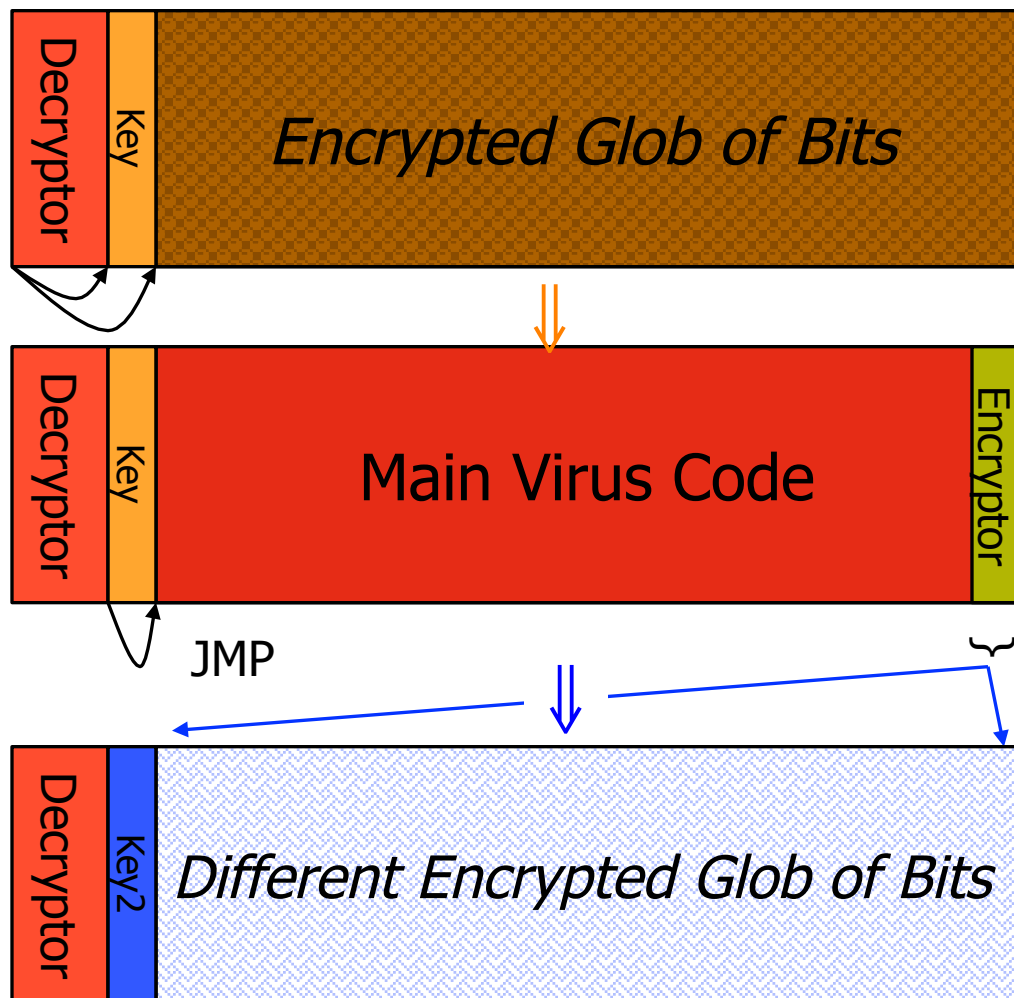 Decryptor
Key
Encrypted Glob of Bits
Decryptor
Key
Main Virus Code
Encryptor
JMP
Decryptor
Key2
Different Encrypted Glob of Bits